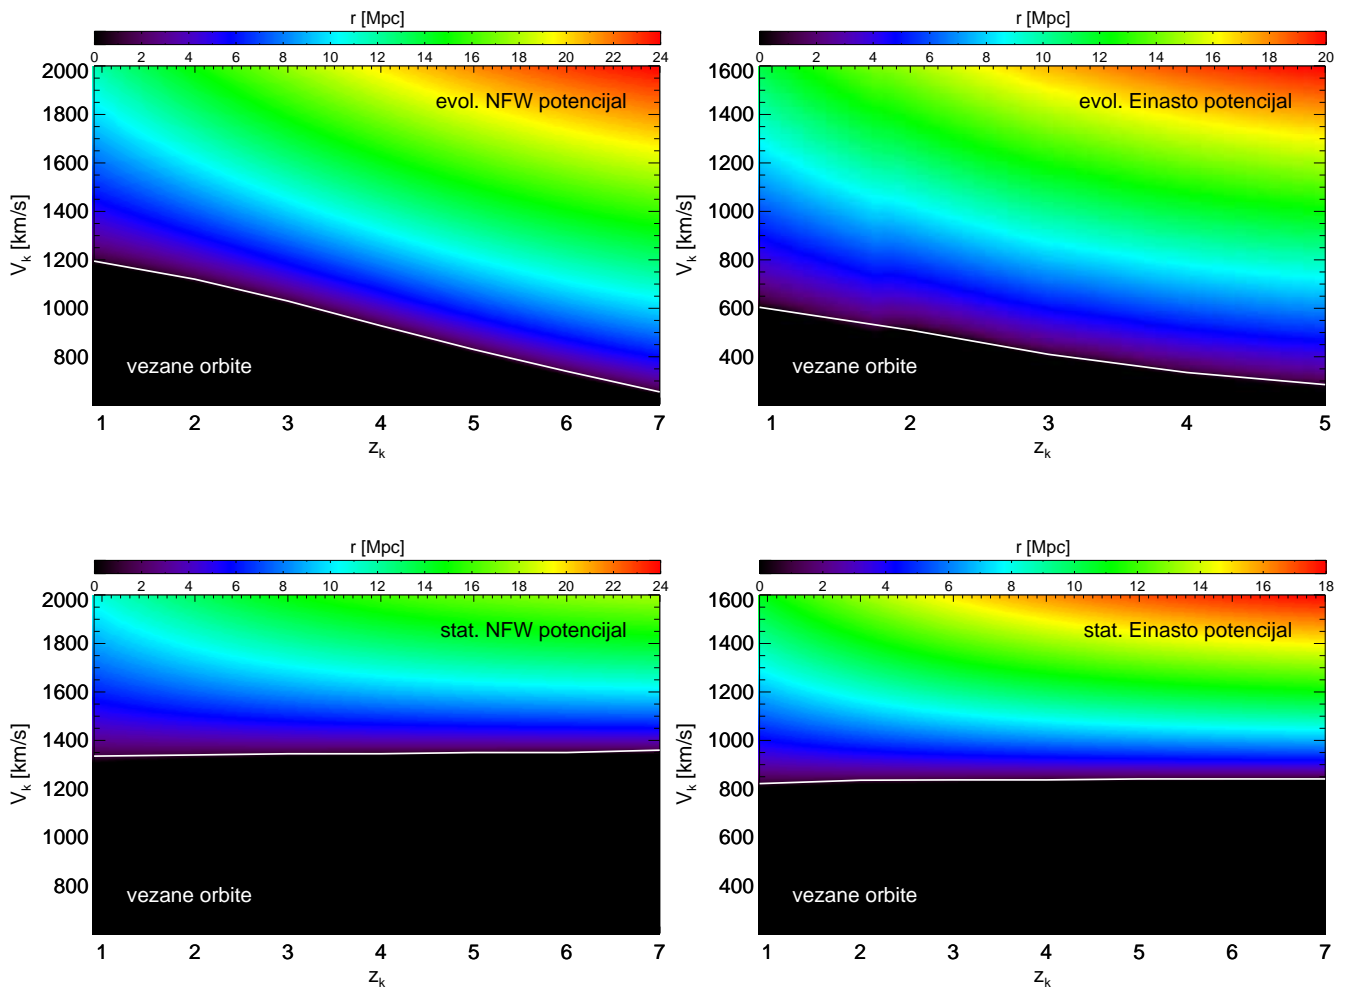 r [Mpc]
0 2 4 6 8 10 12 14 16 18 20 22 24
evol. NFW potencijal
vezane orbite
2000
1800
1600
1400
1200
1000
800
V_k [km/s]
1 2 3 4 5 6 7
z_k
r [Mpc]
0 2 4 6 8 10 12 14 16 18 20
evol. Einasto potencijal
vezane orbite
1600
1400
1200
1000
800
600
400
V_k [km/s]
1 2 3 4 5
z_k
r [Mpc]
0 2 4 6 8 10 12 14 16 18 20 22 24
stat. NFW potencijal
vezane orbite
2000
1800
1600
1400
1200
1000
800
V_k [km/s]
1 2 3 4 5 6 7
z_k
r [Mpc]
0 2 4 6 8 10 12 14 16 18
stat. Einasto potencijal
vezane orbite
1600
1400
1200
1000
800
600
400
V_k [km/s]
1 2 3 4 5 6 7
z_k